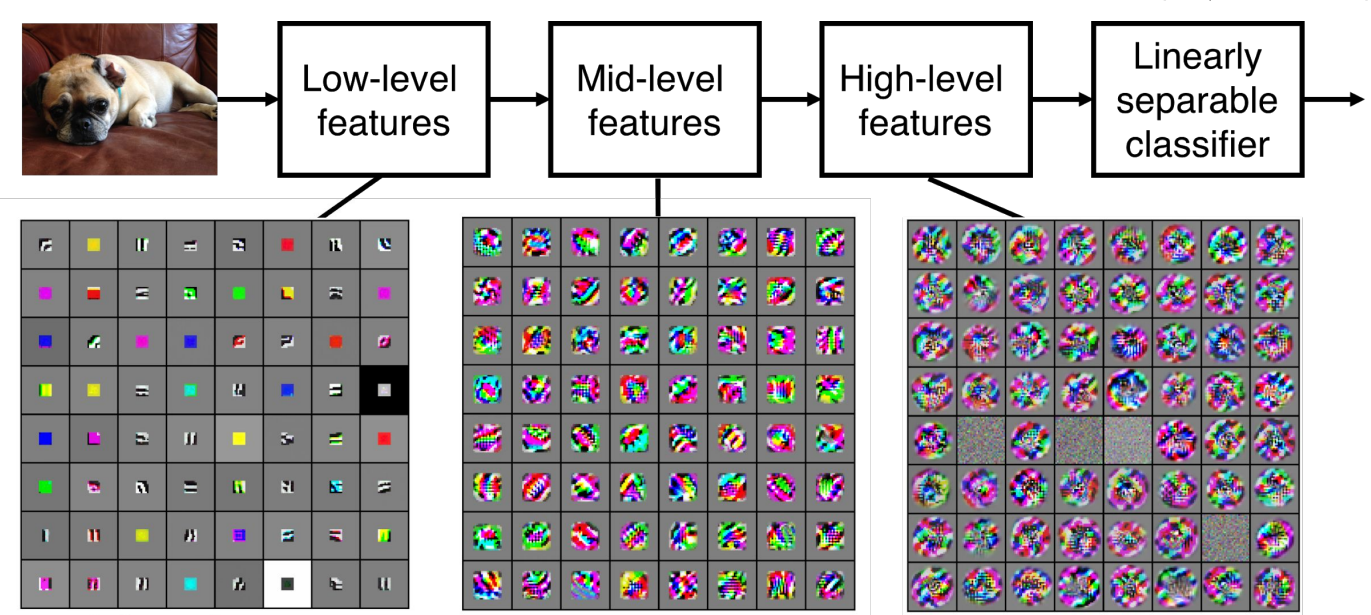 Low-level
features
Mid-level
features
High-level
features
Linearly
separable
classifier